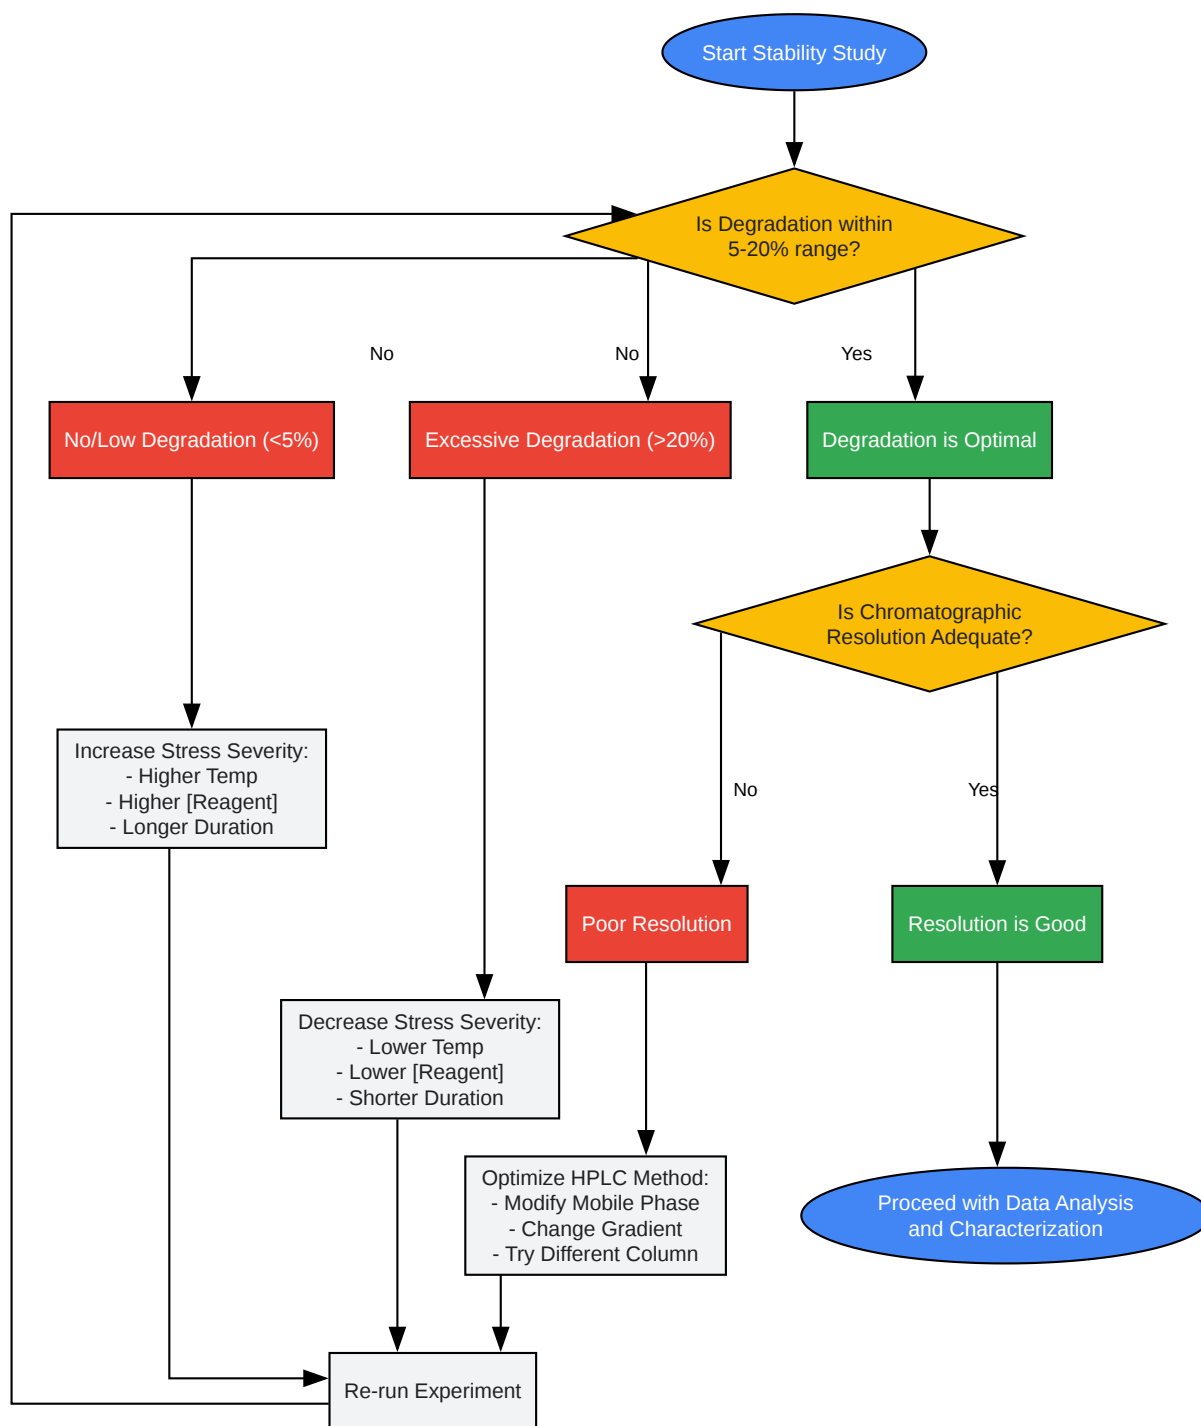 Start Stability Study
Is Degradation within
5-20% range?
No
No
Yes
No/Low Degradation (<5%)
Excessive Degradation (>20%)
Degradation is Optimal
Is Chromatographic
Resolution Adequate?
Increase Stress Severity:
- Higher Temp
- Higher [Reagent]
- Longer Duration
No
Yes
Poor Resolution
Resolution is Good
Decrease Stress Severity:
- Lower Temp
- Lower [Reagent]
- Shorter Duration
Optimize HPLC Method:
- Modify Mobile Phase
- Change Gradient
- Try Different Column
Proceed with Data Analysis
and Characterization
Re-run Experiment